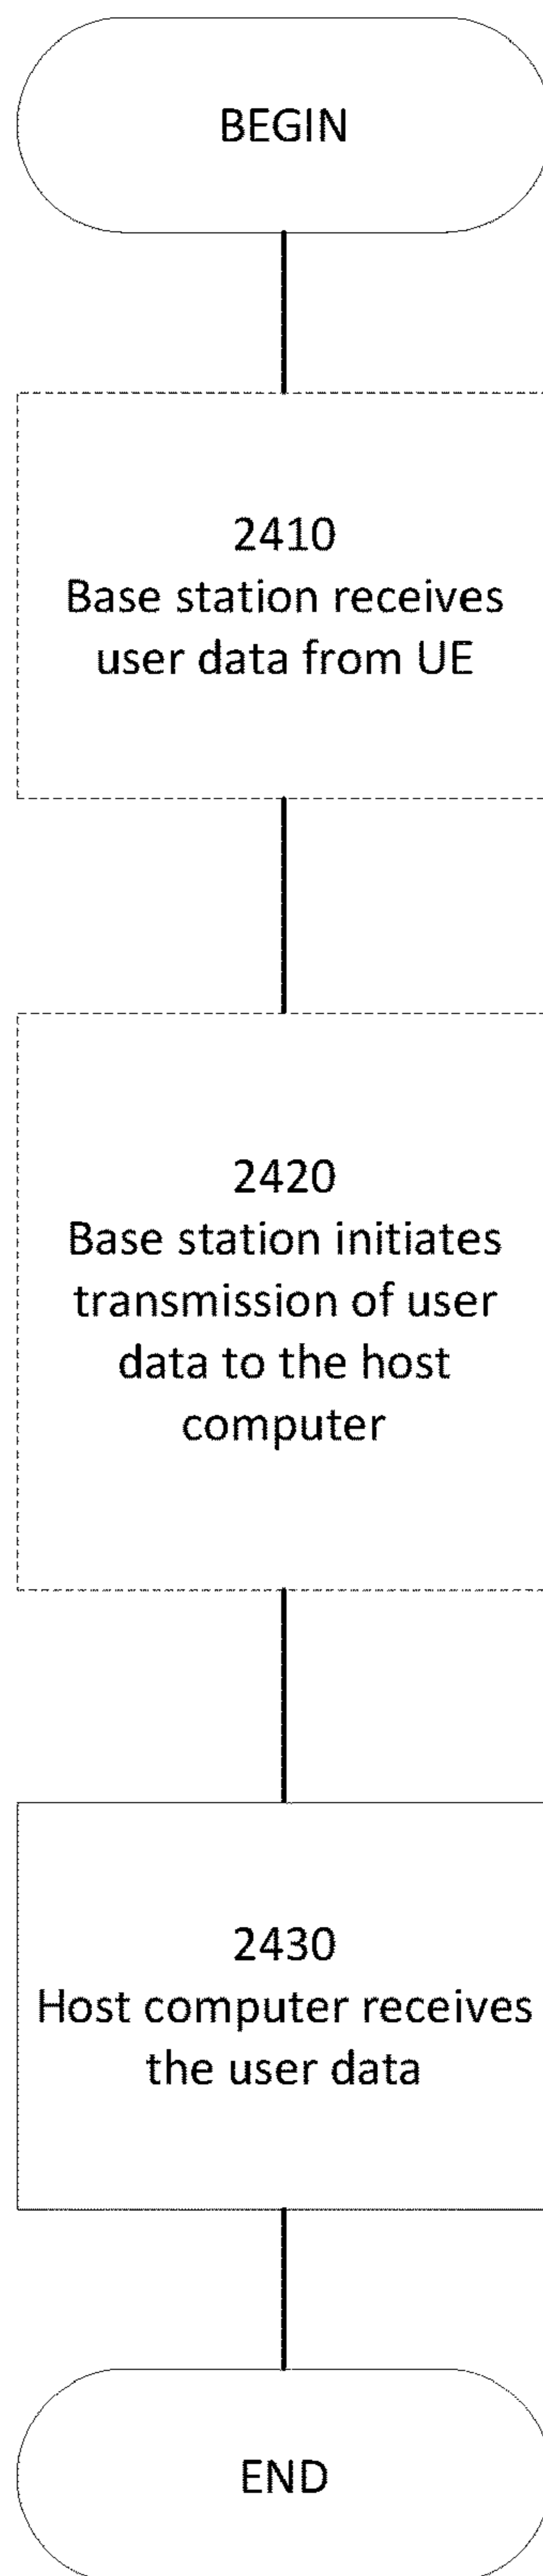 BEGIN
2410
Base station receives
user data from UE
2420
Base station initiates
transmission of user
data to the host
computer
2430
Host computer receives
the user data
END